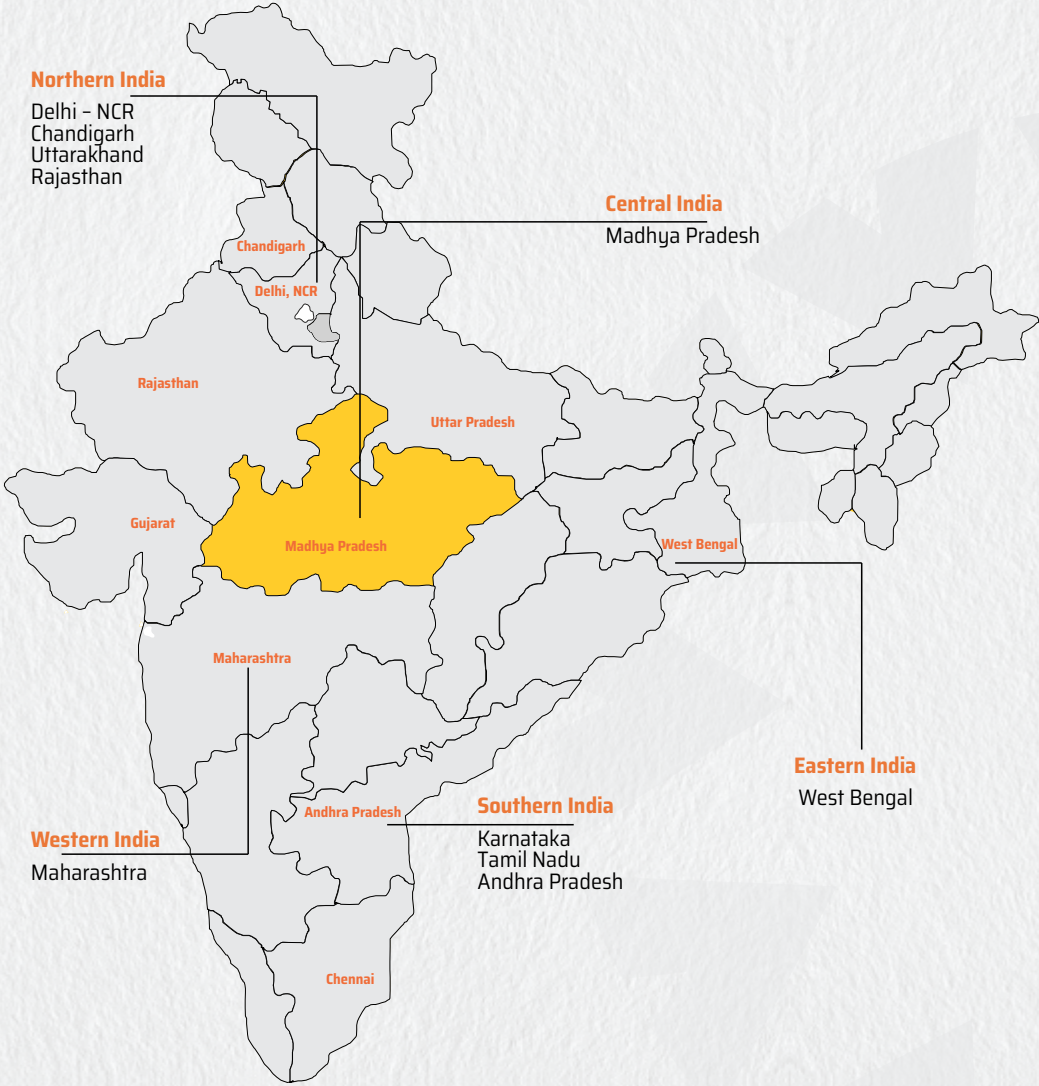 Northern India
Delhi – NCR
Chandigarh
Uttarakhand
Rajasthan
Central India
Madhya Pradesh
Chandigarh
Delhi, NCR
Rajasthan
Uttar Pradesh
Gujarat
Madhya Pradesh
West Bengal
Maharashtra
Eastern India
West Bengal
Andhra Pradesh
Southern India
Karnataka
Tamil Nadu
Andhra Pradesh
Western India
Maharashtra
Chennai